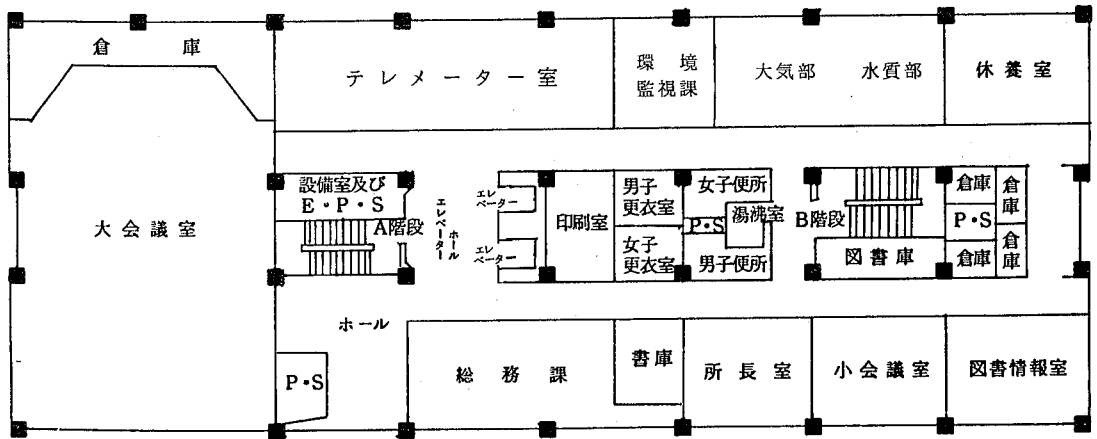 倉庫
テレメーター室
環境
監視課
大気部 水質部
休養室
大会議室
設備室及び
E・P・S
A階段
エレベーター
ホール
エレ
ベーター
エレ
ベーター
印刷室
男子
更衣室
女子
更衣室
女子便所
P・S
湯沸室
男子便所
B階段
図書庫
倉庫
P・S
倉庫
倉庫
倉庫
ホール
P・S
総務課
書庫
所長室
小会議室
図書情報室